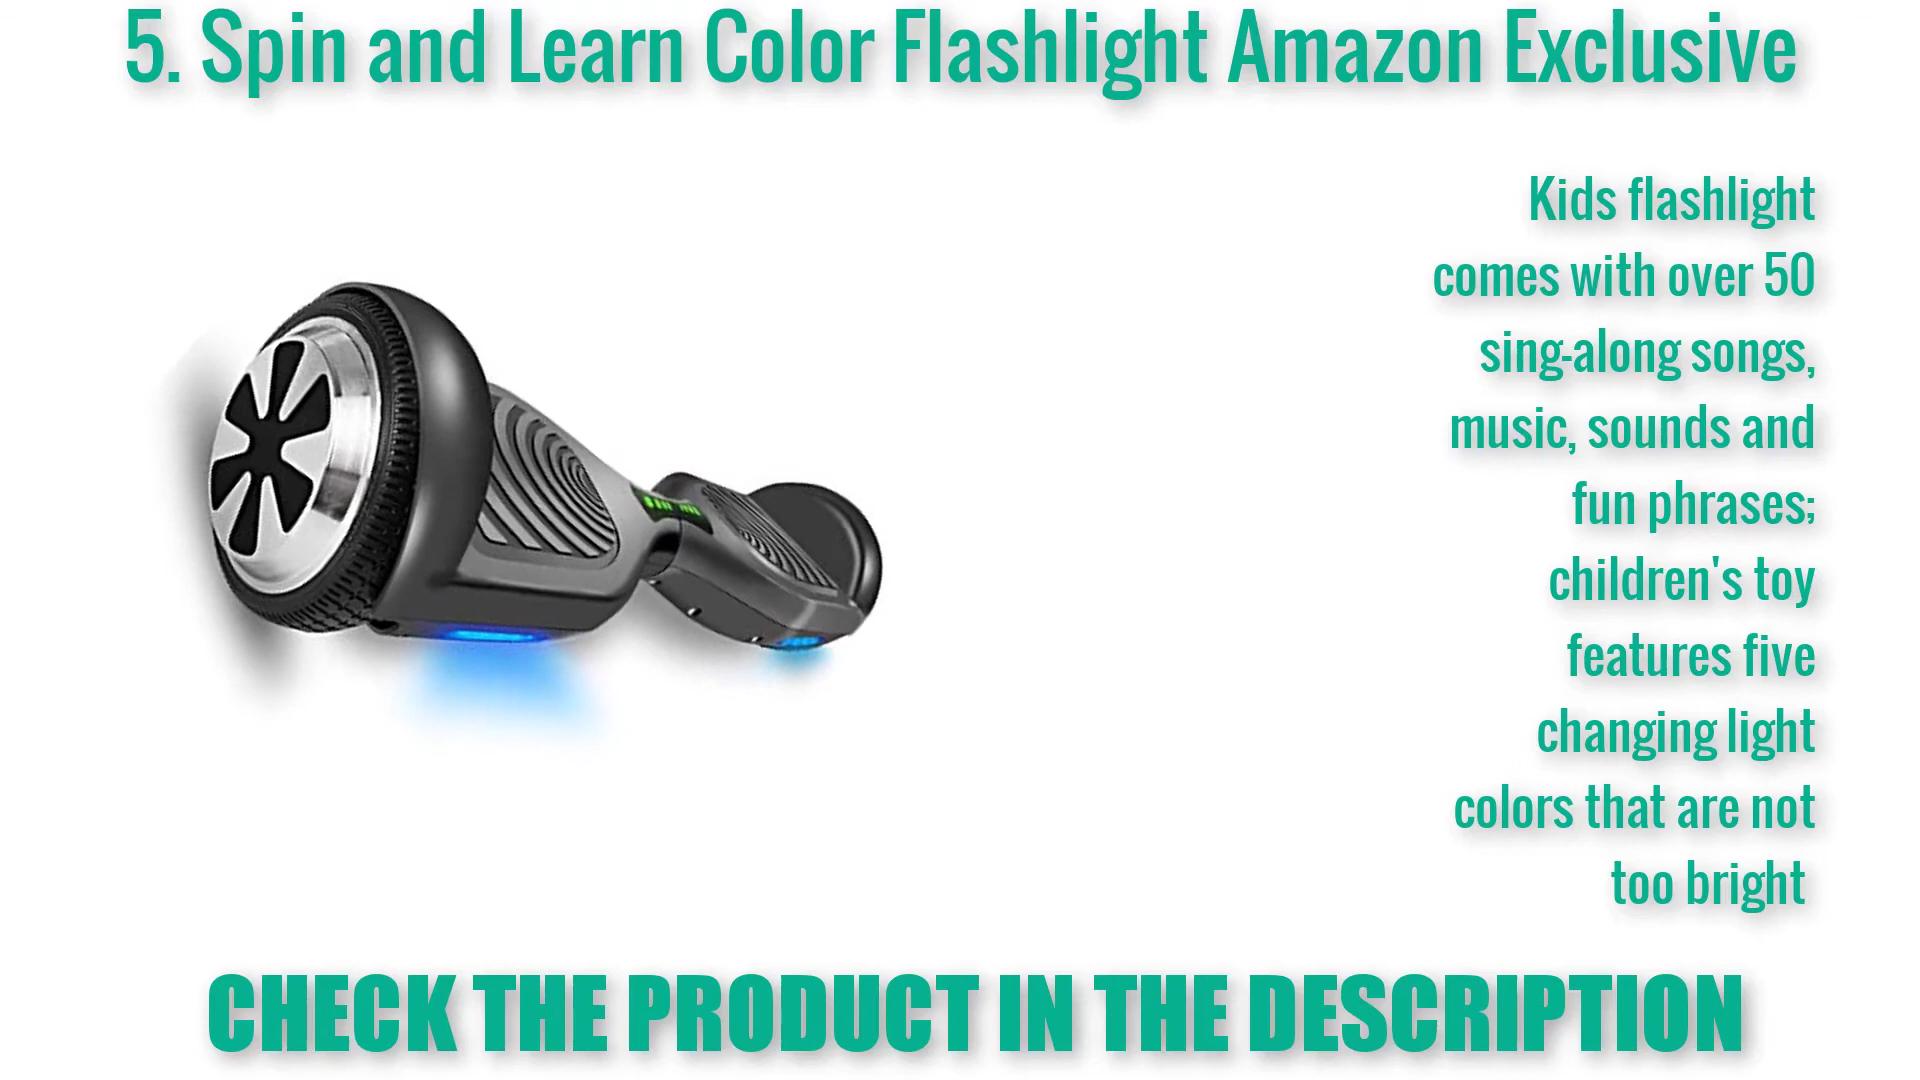 5. Spin and Learn Color Flashlight Amazon Exclusive
Kids flashlight
comes with over 50
sing-along songs,
music, sounds and
fun phrases;
children's toy
features five
changing light
colors that are not
too bright
CHECK THE PRODUCT IN THE DESCRIPTION